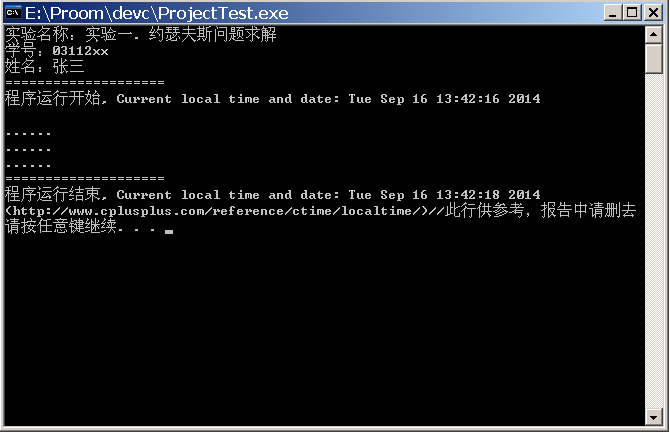 E:\Proom\devc\ProjectTest.exe
实验名称：实验一．约瑟夫斯问题求解
学号：03112xx
姓名：张三
====================
程序运行开始，Current local time and date: Tue Sep 16 13:42:16 2014
......
......
......
====================
程序运行结束，Current local time and date: Tue Sep 16 13:42:18 2014
(http://www.cplusplus.com/reference/ctime/localtime/)//此行供参考，报告中请删去
请按任意键继续. . .